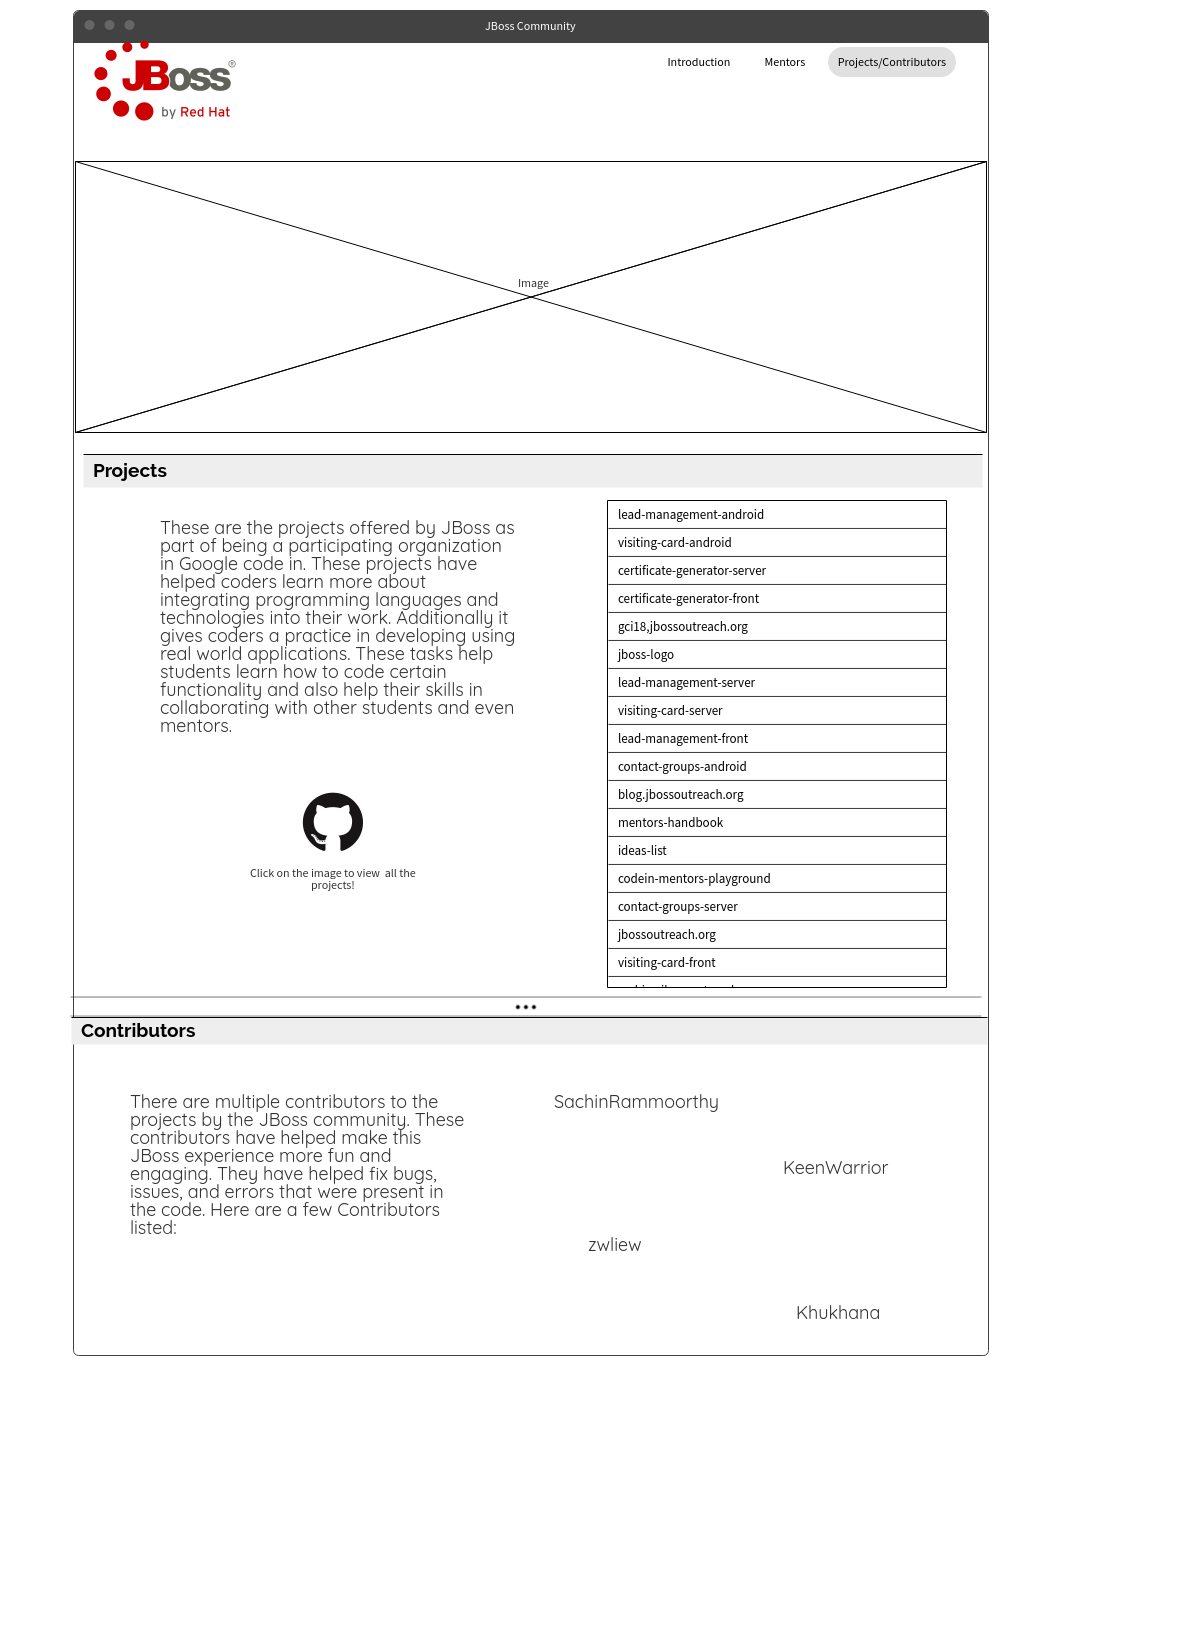 JBoss Community
JBoss®
by Red Hat
Introduction
Mentors
Projects/Contributors
Image
Projects
These are the projects offered by JBoss as
part of being a participating organization
in Google code in. These projects have
helped coders learn more about
integrating programming languages and
technologies into their work. Additionally it
gives coders a practice in developing using
real world applications. These tasks help
students learn how to code certain
functionality and also help their skills in
collaborating with other students and even
mentors.
Click on the image to view all the
projects!
lead-management-android
visiting-card-android
certificate-generator-server
certificate-generator-front
gci18,jbossoutreach.org
jboss-logo
lead-management-server
visiting-card-server
lead-management-front
contact-groups-android
blog.jbossoutreach.org
mentors-handbook
ideas-list
codein-mentors-playground
contact-groups-server
jbossoutreach.org
visiting-card-front
Contributors
There are multiple contributors to the
projects by the JBoss community. These
contributors have helped make this
JBoss experience more fun and
engaging. They have helped fix bugs,
issues, and errors that were present in
the code. Here are a few Contributors
listed:
SachinRammoorthy
KeenWarrior
zwliew
Khukhana